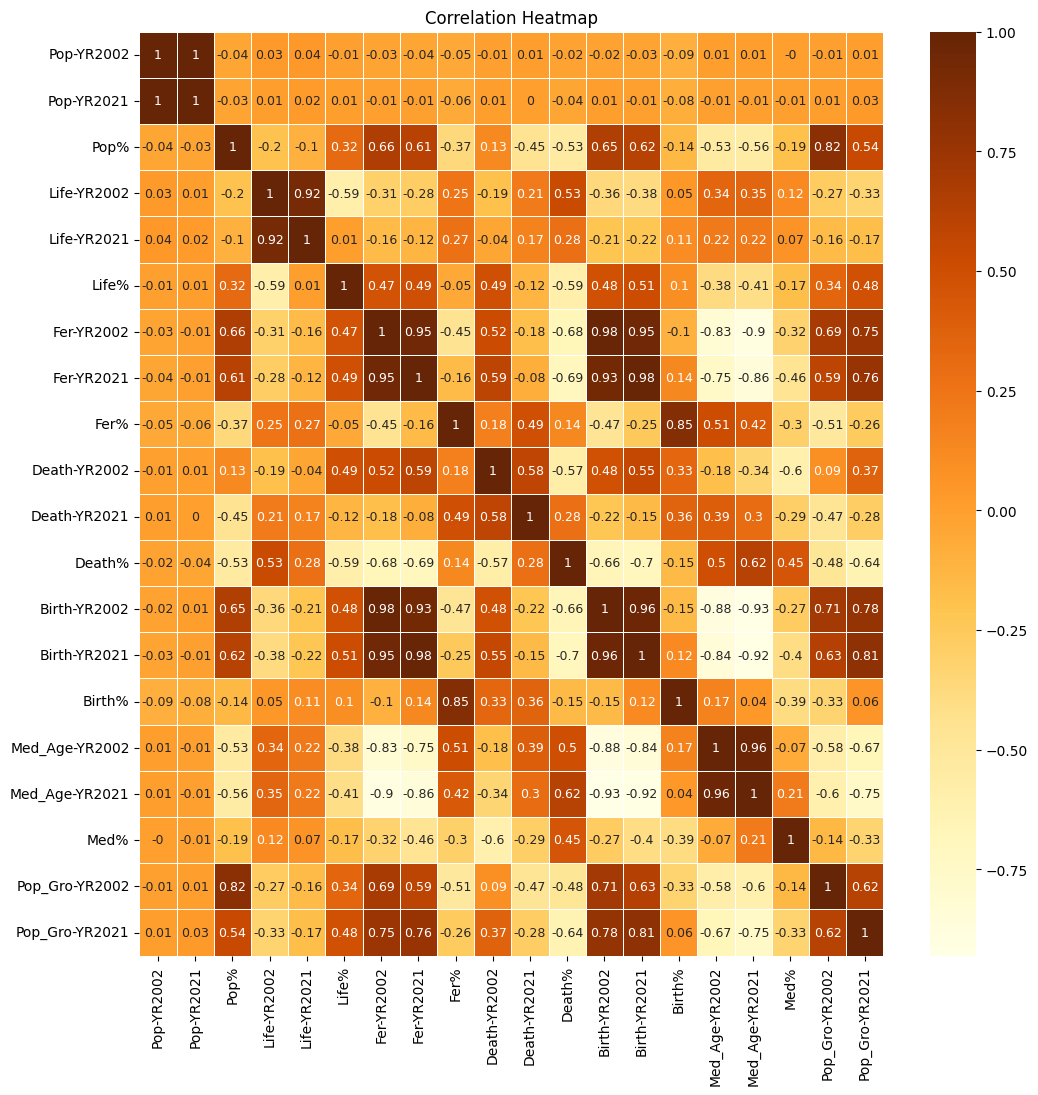 Correlation Heatmap
Pop-YR2002 1 1 -0.04 0.03 0.04 -0.01 -0.03 -0.04 -0.05 -0.01 0.01 -0.02 -0.02 -0.03 -0.09 0.01 0.01 -0 -0.01 0.01
Pop-YR2021 1 1 -0.03 0.01 0.02 0.01 -0.01 -0.01 -0.06 0.01 0 -0.04 0.01 -0.01 -0.08 -0.01 -0.01 -0.01 0.01 0.03
Pop% -0.04 -0.03 1 -0.2 -0.1 0.32 0.66 0.61 -0.37 0.13 -0.45 -0.53 0.65 0.62 -0.14 -0.53 -0.56 -0.19 0.82 0.54
Life-YR2002 0.03 0.01 -0.2 1 0.92 -0.59 -0.31 -0.28 0.25 -0.19 0.21 0.53 -0.36 -0.38 0.05 0.34 0.35 0.12 -0.27 -0.33
Life-YR2021 0.04 0.02 -0.1 0.92 1 0.01 -0.16 -0.12 0.27 -0.04 0.17 0.28 -0.21 -0.22 0.11 0.22 0.22 0.07 -0.16 -0.17
Life% -0.01 0.01 0.32 -0.59 0.01 1 0.47 0.49 -0.05 0.49 -0.12 -0.59 0.48 0.51 0.1 -0.38 -0.41 -0.17 0.34 0.48
Fer-YR2002 -0.03 -0.01 0.66 -0.31 -0.16 0.47 1 0.95 -0.45 0.52 -0.18 -0.68 0.98 0.95 -0.1 -0.83 -0.9 -0.32 0.69 0.75
Fer-YR2021 -0.04 -0.01 0.61 -0.28 -0.12 0.49 0.95 1 -0.16 0.59 -0.08 -0.69 0.93 0.98 0.14 -0.75 -0.86 -0.46 0.59 0.76
Fer% -0.05 -0.06 -0.37 0.25 0.27 -0.05 -0.45 -0.16 1 0.18 0.49 0.14 -0.47 -0.25 0.85 0.51 0.42 -0.3 -0.51 -0.26
Death-YR2002 -0.01 0.01 0.13 -0.19 -0.04 0.49 0.52 0.59 0.18 1 0.58 -0.57 0.48 0.55 0.33 -0.18 -0.34 -0.6 0.09 0.37
Death-YR2021 0.01 0 -0.45 0.21 0.17 -0.12 -0.18 -0.08 0.49 0.58 1 0.28 -0.22 -0.15 0.36 0.39 0.3 -0.29 -0.47 -0.28
Death% -0.02 -0.04 -0.53 0.53 0.28 -0.59 -0.68 -0.69 0.14 -0.57 0.28 1 -0.66 -0.7 -0.15 0.5 0.62 0.45 -0.48 -0.64
Birth-YR2002 -0.02 0.01 0.65 -0.36 -0.21 0.48 0.98 0.93 -0.47 0.48 -0.22 -0.66 1 0.96 -0.15 -0.88 -0.93 -0.27 0.71 0.78
Birth-YR2021 -0.03 -0.01 0.62 -0.38 -0.22 0.51 0.95 0.98 -0.25 0.55 -0.15 -0.7 0.96 1 0.12 -0.84 -0.92 -0.4 0.63 0.81
Birth% -0.09 -0.08 -0.14 0.05 0.11 0.1 -0.1 0.14 0.85 0.33 0.36 -0.15 -0.15 0.12 1 0.17 0.04 -0.39 -0.33 0.06
Med_Age-YR2002 0.01 -0.01 -0.53 0.34 0.22 -0.38 -0.83 -0.75 0.51 -0.18 0.39 0.5 -0.88 -0.84 0.17 1 0.96 -0.07 -0.58 -0.67
Med_Age-YR2021 0.01 -0.01 -0.56 0.35 0.22 -0.41 -0.9 -0.86 0.42 -0.34 0.3 0.62 -0.93 -0.92 0.04 0.96 1 0.21 -0.6 -0.75
Med% -0 -0.01 -0.19 0.12 0.07 -0.17 -0.32 -0.46 -0.3 -0.6 -0.29 0.45 -0.27 -0.4 -0.39 -0.07 0.21 1 -0.14 -0.33
Pop_Gro-YR2002 -0.01 0.01 0.82 -0.27 -0.16 0.34 0.69 0.59 -0.51 0.09 -0.47 -0.48 0.71 0.63 -0.33 -0.58 -0.6 -0.14 1 0.62
Pop_Gro-YR2021 0.01 0.03 0.54 -0.33 -0.17 0.48 0.75 0.76 -0.26 0.37 -0.28 -0.64 0.78 0.81 0.06 -0.67 -0.75 -0.33 0.62 1
Pop-YR2002
Pop-YR2021
Pop%
Life-YR2002
Life-YR2021
Life%
Fer-YR2002
Fer-YR2021
Fer%
Death-YR2002
Death-YR2021
Death%
Birth-YR2002
Birth-YR2021
Birth%
Med_Age-YR2002
Med_Age-YR2021
Med%
Pop_Gro-YR2002
Pop_Gro-YR2021
1.00
0.75
0.50
0.25
0.00
−0.25
−0.50
−0.75